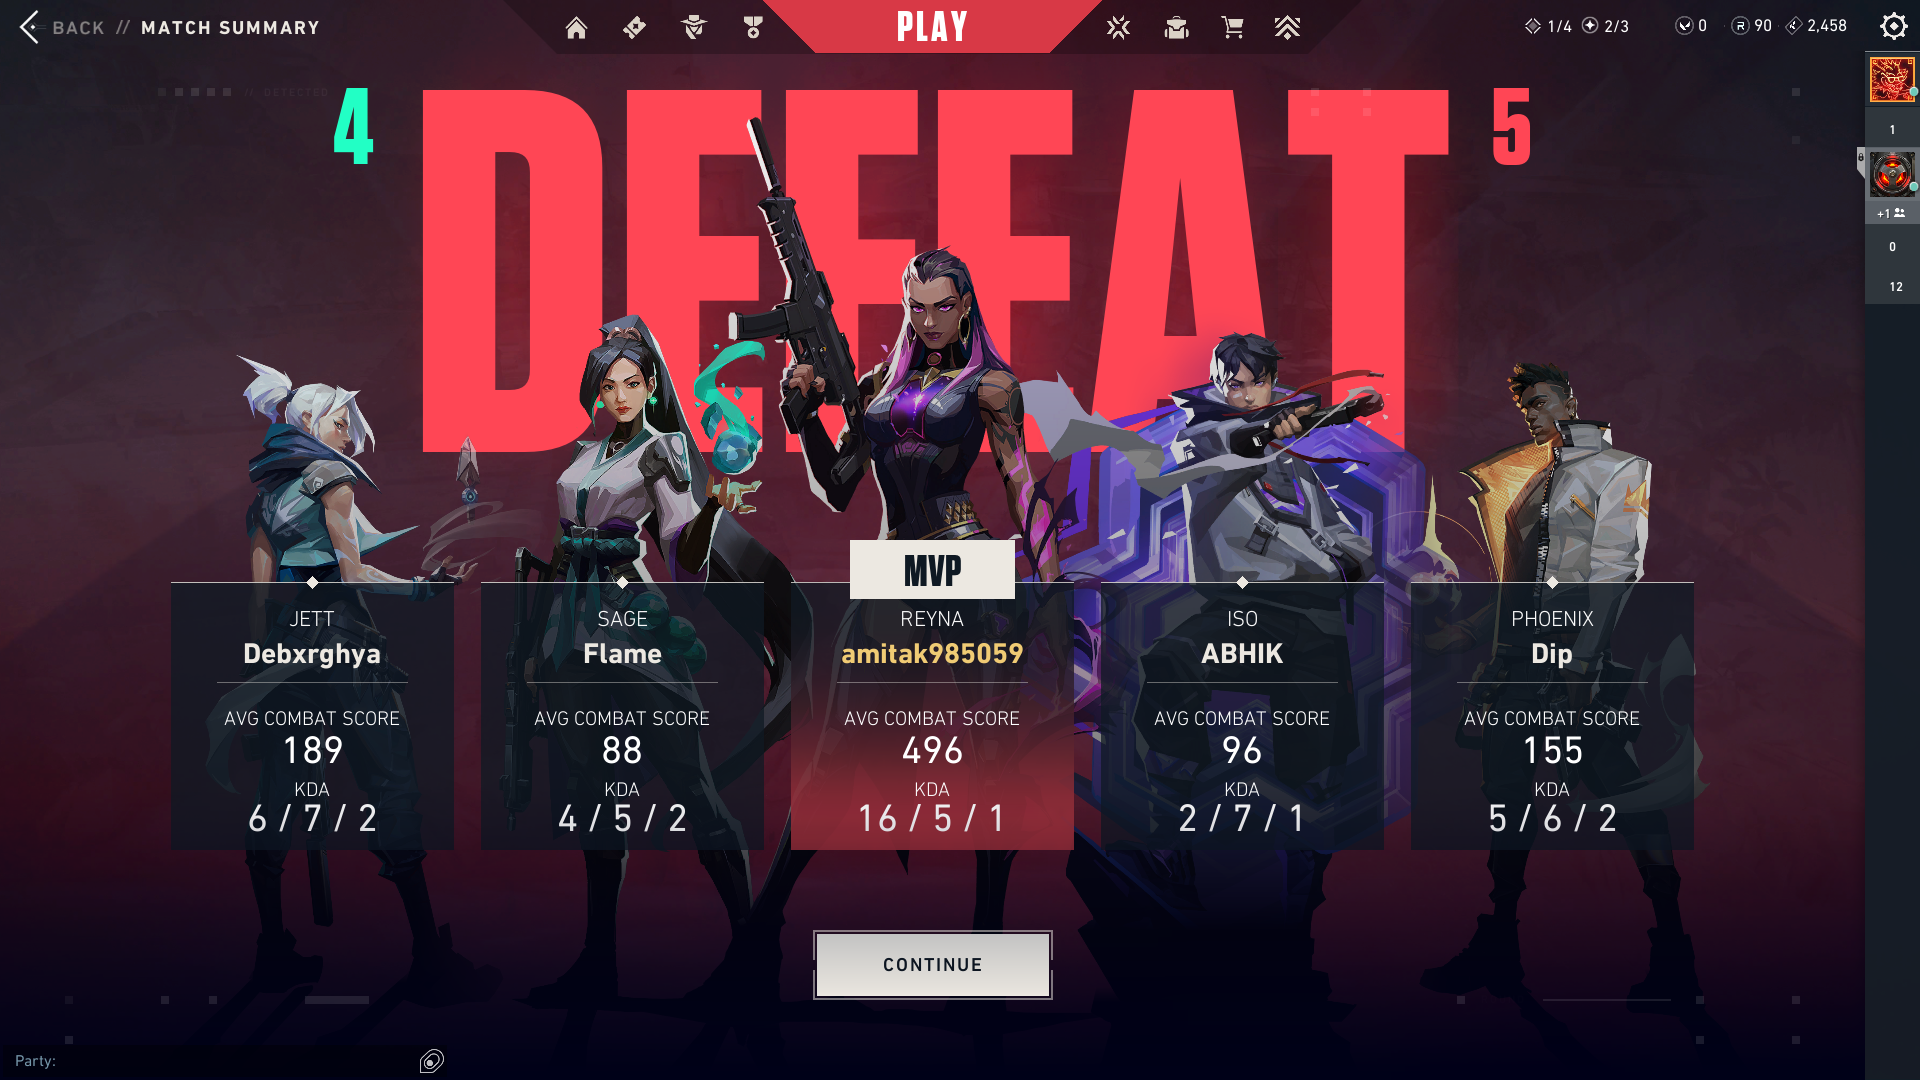 BACK // MATCH SUMMARY
PLAY
1/4 2/3 0 90 2,458
// DETECTED
4 DEFEAT 5
1
+1
0
12
MVP
JETT
Debxrghya
AVG COMBAT SCORE
189
KDA
6 / 7 / 2
SAGE
Flame
AVG COMBAT SCORE
88
KDA
4 / 5 / 2
REYNA
amitak985059
AVG COMBAT SCORE
496
KDA
16 / 5 / 1
ISO
ABHIK
AVG COMBAT SCORE
96
KDA
2 / 7 / 1
PHOENIX
Dip
AVG COMBAT SCORE
155
KDA
5 / 6 / 2
CONTINUE
Party: